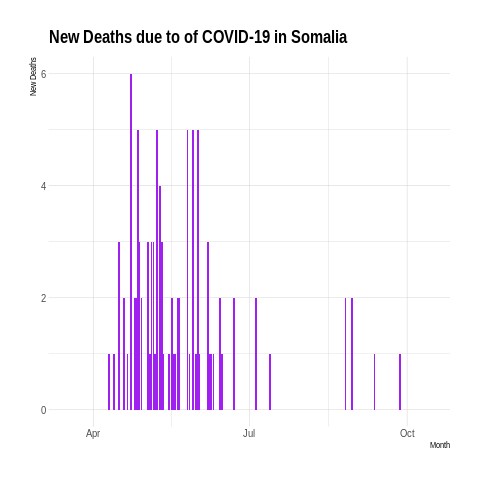 New Deaths due to of COVID-19 in Somalia
New Deaths
6
4
2
0
Apr
Jul
Oct
Month